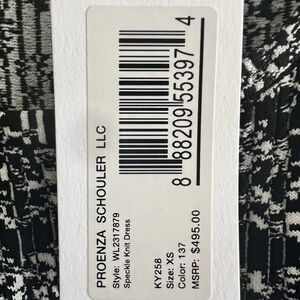 PROENZA SCHOULER LLC
Style: WL2317879
Speckle Knit Dress
KY258
Size: XS
Color: 137
MSRP: $495.00
8 88209 55397 4